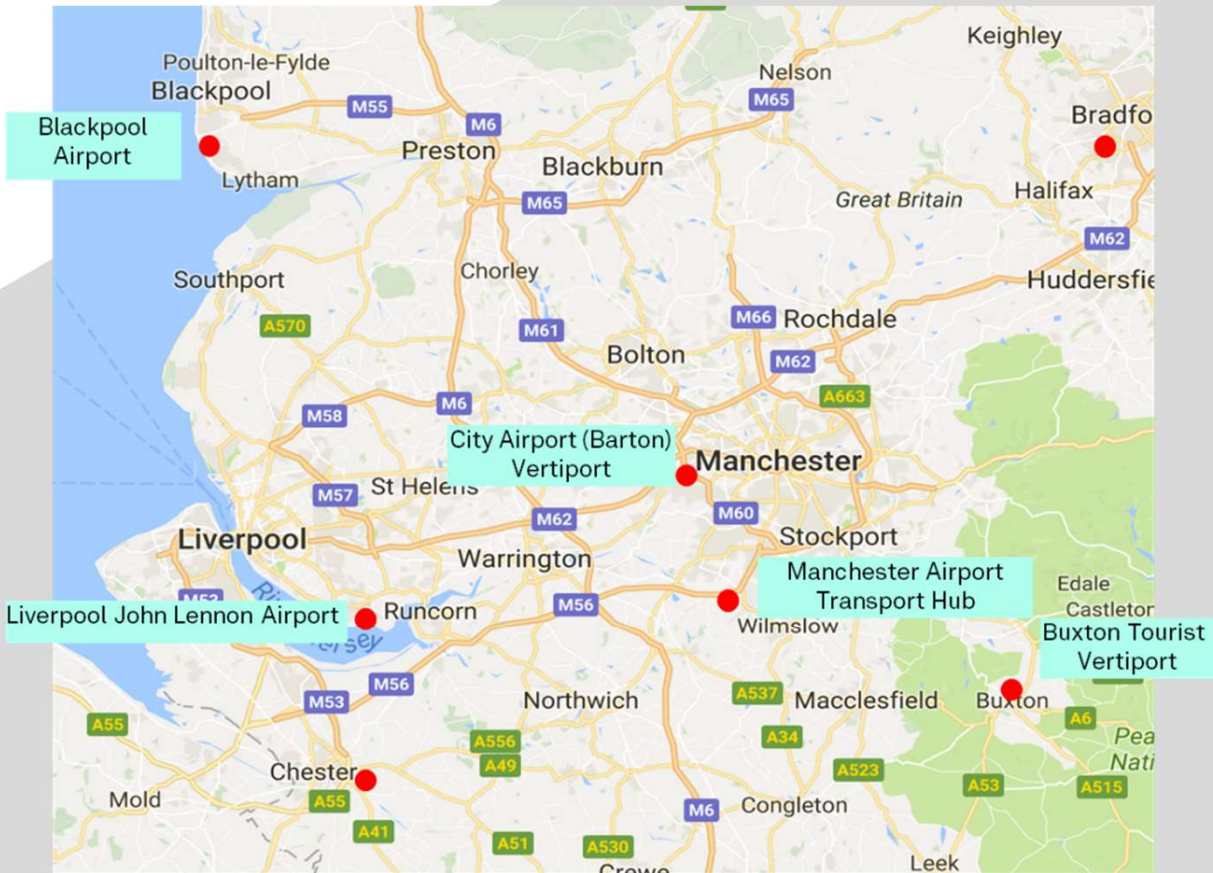 Keighley
Poulton-le-Fylde
Nelson
Blackpool
M55
M65
Bradfo
Blackpool
Airport
M6
Preston
Blackburn
Lytham
Halifax
M65
Great Britain
M62
Southport
Chorley
Huddersfie
A570
M61
M66
Rochdale
Bolton
M62
M58
M6
A663
City Airport (Barton)
Vertiport
Manchester
M57
St Helens
M62
M60
Liverpool
Stockport
Warrington
Manchester Airport
Transport Hub
Edale
Castleton
M53
M56
Liverpool John Lennon Airport
Runcorn
Wilmslow
Buxton Tourist
Vertiport
M56
M53
Northwich
A537
Macclesfield
Buxton
A55
A6
A556
A34
Pea
Nati
A49
Chester
A523
A53
A515
Mold
A55
M6
Congleton
A41
A51
A530
Leek
Crewe